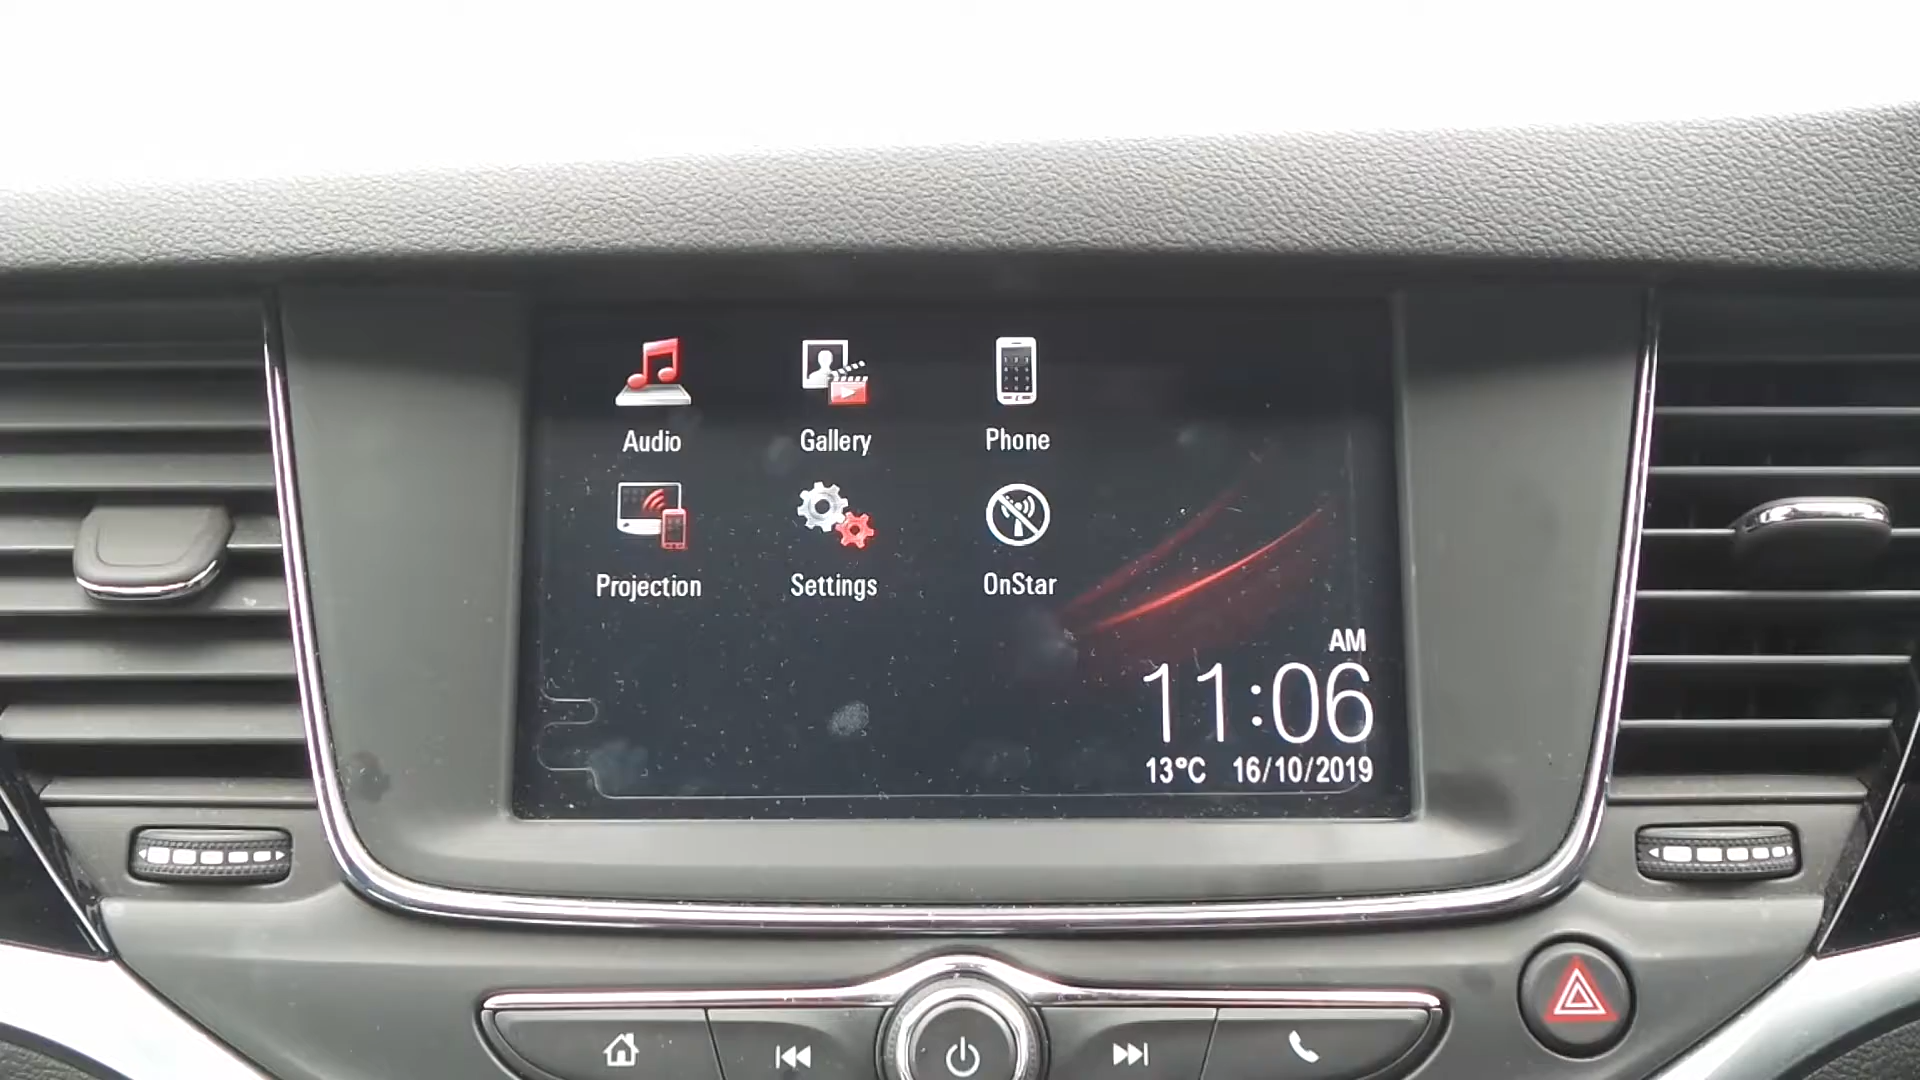 Audio Gallery Phone
Projection Settings OnStar
AM
11:06
13°C 16/10/2019